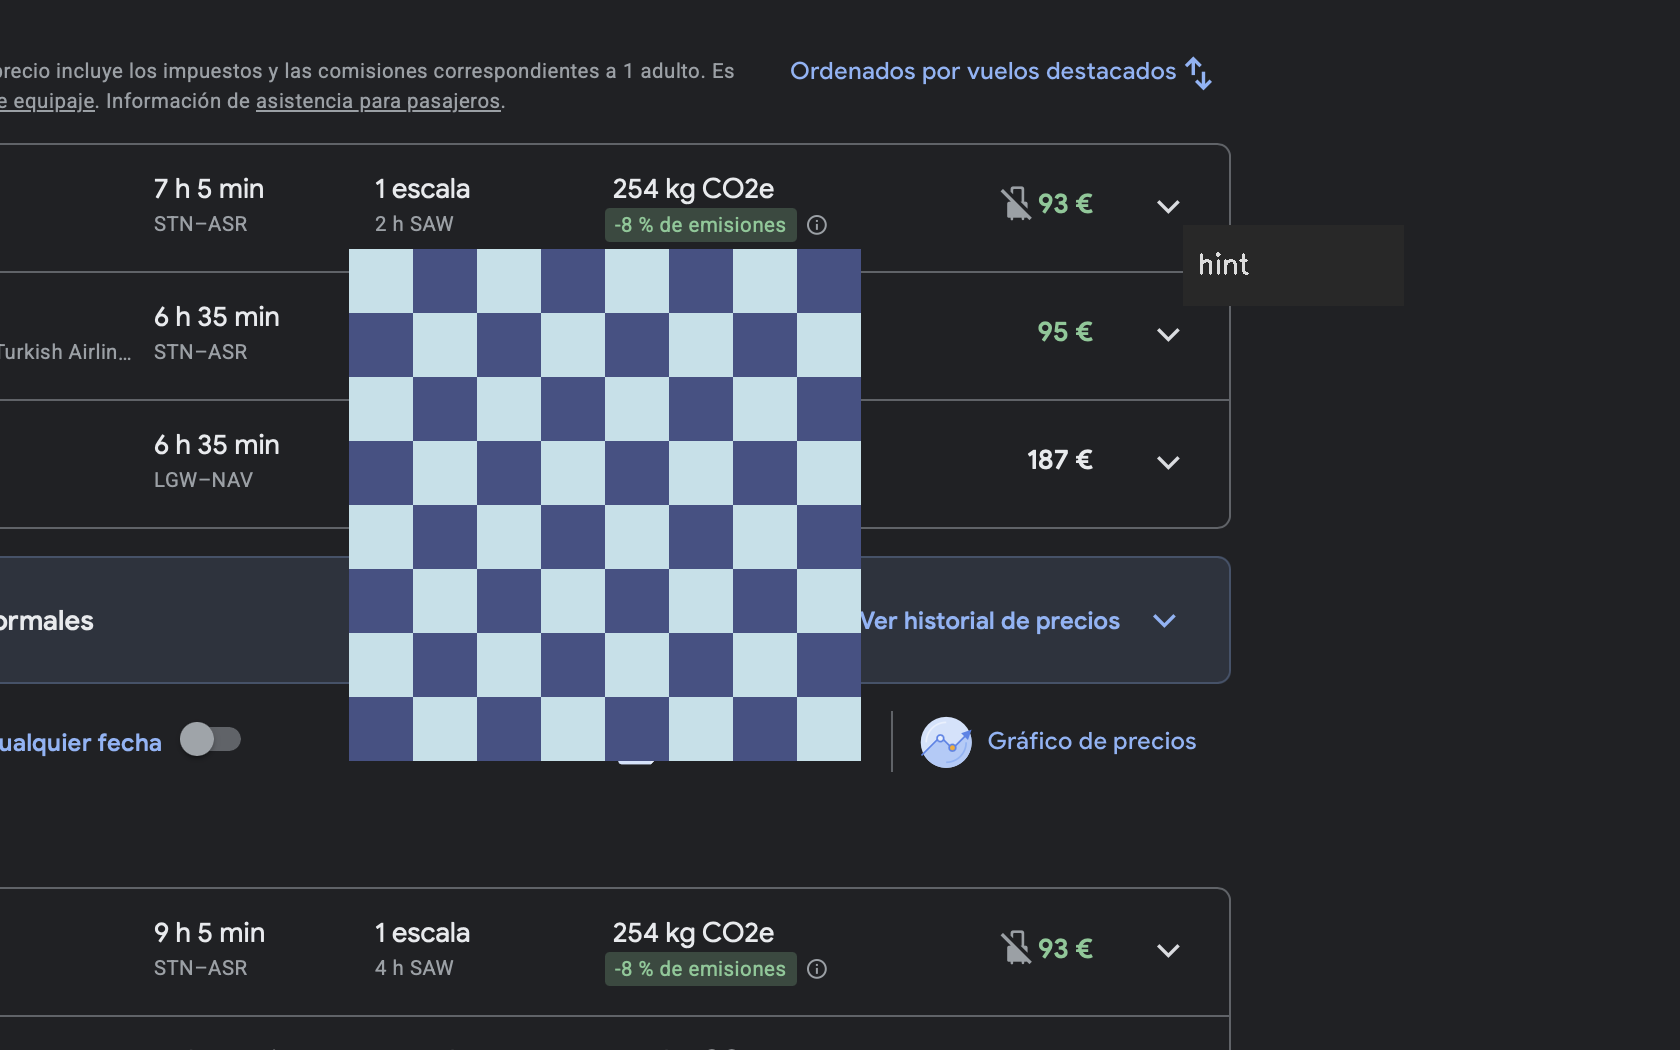 precio incluye los impuestos y las comisiones correspondientes a 1 adulto. Es
e equipaje. Información de asistencia para pasajeros.
Ordenados por vuelos destacados
7 h 5 min
STN–ASR
1 escala
2 h SAW
254 kg CO2e
-8 % de emisiones
93 €
hint
6 h 35 min
Turkish Airlin...
STN–ASR
95 €
6 h 35 min
LGW–NAV
187 €
ormales
Ver historial de precios
ualquier fecha
Gráfico de precios
9 h 5 min
STN–ASR
1 escala
4 h SAW
254 kg CO2e
-8 % de emisiones
93 €